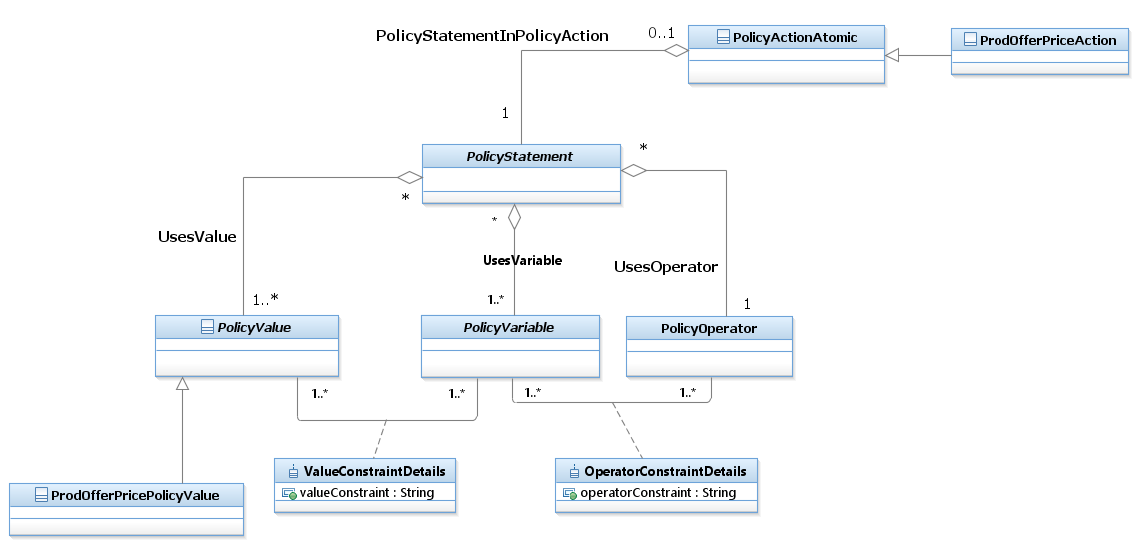 PolicyStatementInPolicyAction
0..1
PolicyActionAtomic
ProdOfferPriceAction
1
PolicyStatement
*
*
*
UsesValue
UsesVariable
UsesOperator
1..*
1..*
1
PolicyValue
PolicyVariable
PolicyOperator
1..*
1..*
1..*
1..*
ValueConstraintDetails
valueConstraint : String
OperatorConstraintDetails
operatorConstraint : String
ProdOfferPricePolicyValue